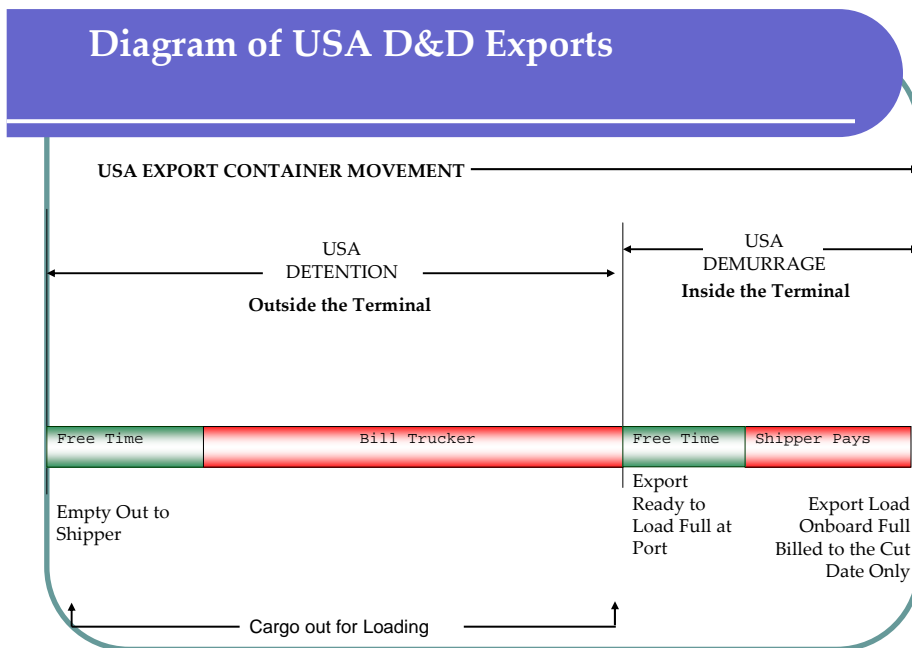 Diagram of USA D&D Exports
USA EXPORT CONTAINER MOVEMENT
USA
DETENTION
Outside the Terminal
USA
DEMURRAGE
Inside the Terminal
Free Time
Bill Trucker
Free Time
Shipper Pays
Empty Out to
Shipper
Export
Ready to
Load Full at
Port
Export Load
Onboard Full
Billed to the Cut
Date Only
Cargo out for Loading